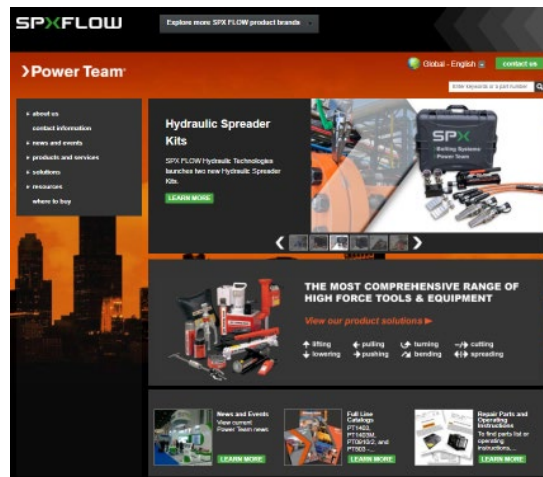 SPXFLOW
Explore more SPX FLOW product brands
Power Team
Global - English
contact us
Enter keywords or a part number
about us
contact information
news and events
products and services
solutions
resources
where to buy
Hydraulic Spreader
Kits
SPX FLOW Hydraulic Technologies
launches two new Hydraulic Spreader
Kits.
LEARN MORE
SPX
Bolting Systems
Power Team
THE MOST COMPREHENSIVE RANGE OF
HIGH FORCE TOOLS & EQUIPMENT
View our product solutions
lifting pulling turning cutting
lowering pushing bending spreading
News and Events
View current
Power Team news
LEARN MORE
Full Line
Catalogs
PT1403,
PT1403M,
PT0910/2, and
PT503 -...
LEARN MORE
Repair Parts and
Operating
Instructions
To find parts list or
operating
instructions,...
LEARN MORE